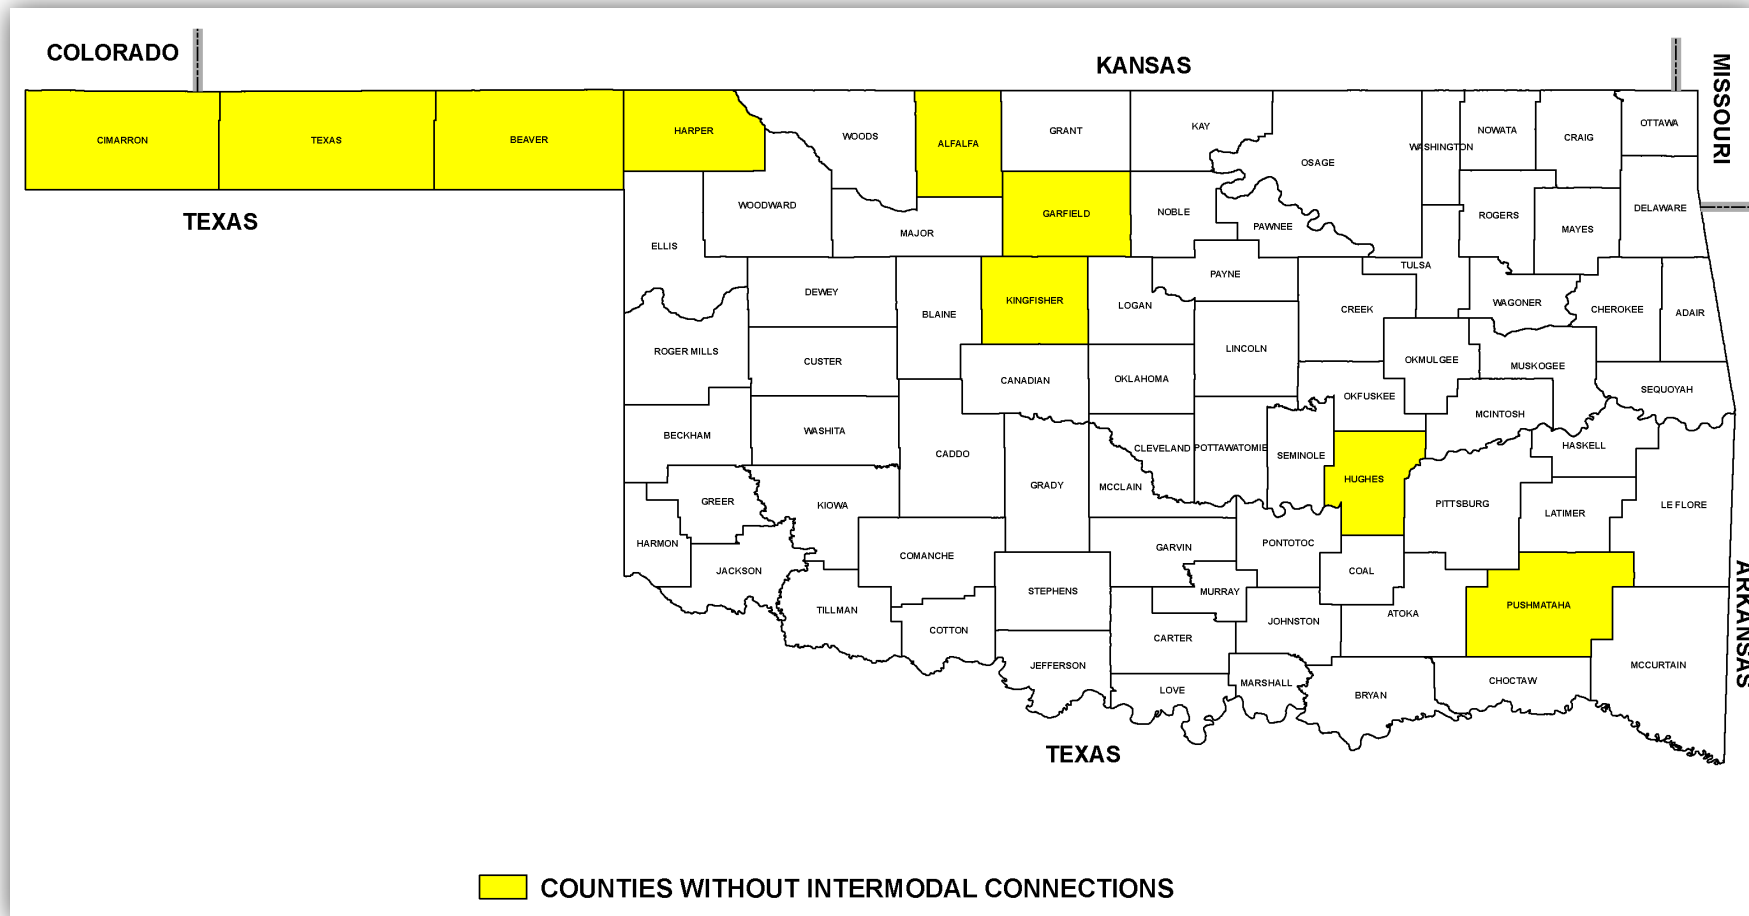 COLORADO
KANSAS
MISSOURI
CIMARRON
TEXAS
BEAVER
HARPER
WOODS
ALFALFA
GRANT
KAY
OSAGE
WASHINGTON
NOWATA
CRAIG
OTTAWA
TEXAS
WOODWARD
ELLIS
MAJOR
GARFIELD
NOBLE
PAWNEE
ROGERS
MAYES
DELAWARE
DEWEY
BLAINE
KINGFISHER
LOGAN
PAYNE
CREEK
TULSA
WAGONER
CHEROKEE
ADAIR
ROGER MILLS
CUSTER
CANADIAN
OKLAHOMA
LINCOLN
OKMULGEE
MUSKOGEE
SEQUOYAH
OKFUSKEE
MCINTOSH
BECKHAM
WASHITA
CADDO
GRADY
CLEVELAND
POTTAWATOMIE
SEMINOLE
HUGHES
HASKELL
MCCLAIN
GREER
KIOWA
PITTSBURG
LATIMER
LE FLORE
HARMON
JACKSON
COMANCHE
GARVIN
PONTOTOC
COAL
ARKANSAS
TILLMAN
COTTON
STEPHENS
MURRAY
CARTER
JOHNSTON
ATOKA
PUSHMATAHA
JEFFERSON
LOVE
MARSHALL
BRYAN
CHOCTAW
MCCURTAIN
TEXAS
COUNTIES WITHOUT INTERMODAL CONNECTIONS